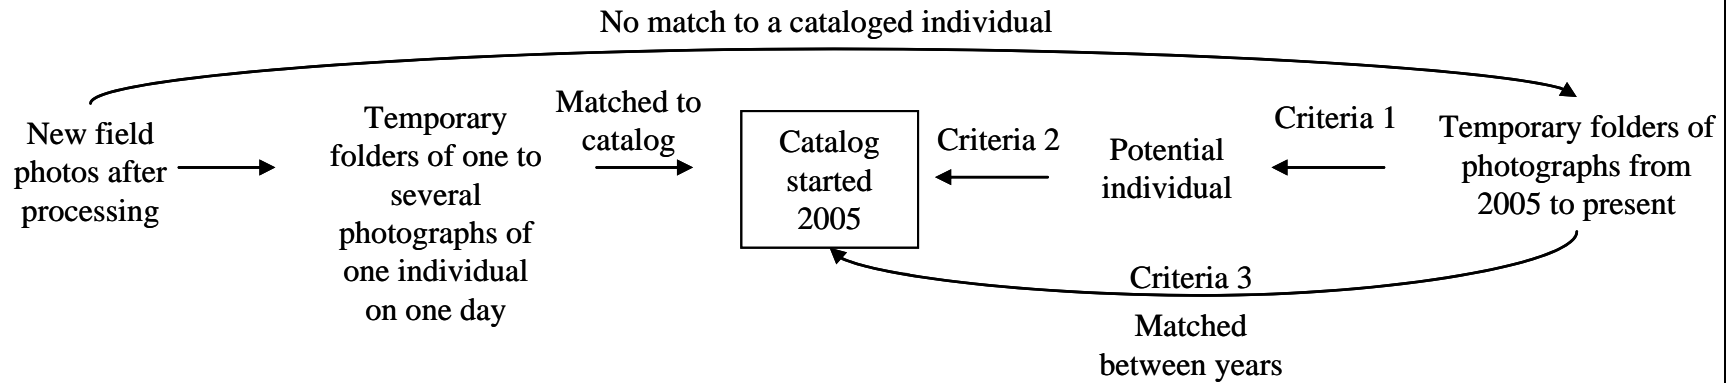 No match to a cataloged individual
New field
photos after
processing
Temporary
folders of one to
several
photographs of
one individual
on one day
Matched to
catalog
Catalog
started
2005
Criteria 2
Potential
individual
Criteria 1
Temporary folders of
photographs from
2005 to present
Criteria 3
Matched
between years